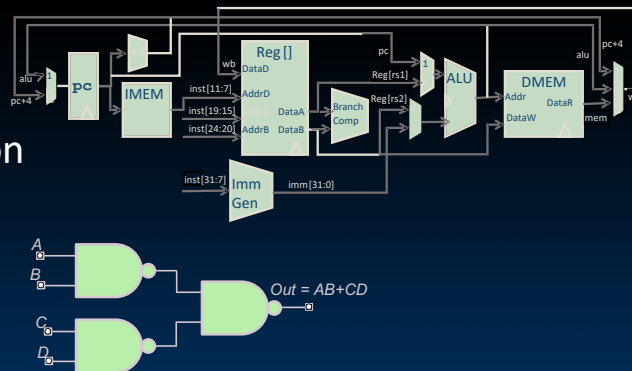 pc+4
alu
pc
Reg[]
pc
alu
1
pc
wb
DataD
Reg[rs1]
1
ALU
DMEM
pc+4
IMEM
inst[11:7]
AddrD
Reg[rs2]
Addr
DataR
inst[19:15]
DataA
Branch
Comp
DataW
mem
inst[24:20]
AddrB
DataB
on
inst[31:7]
Imm
Gen
imm[31:0]
A
B
Out = AB+CD
C
D